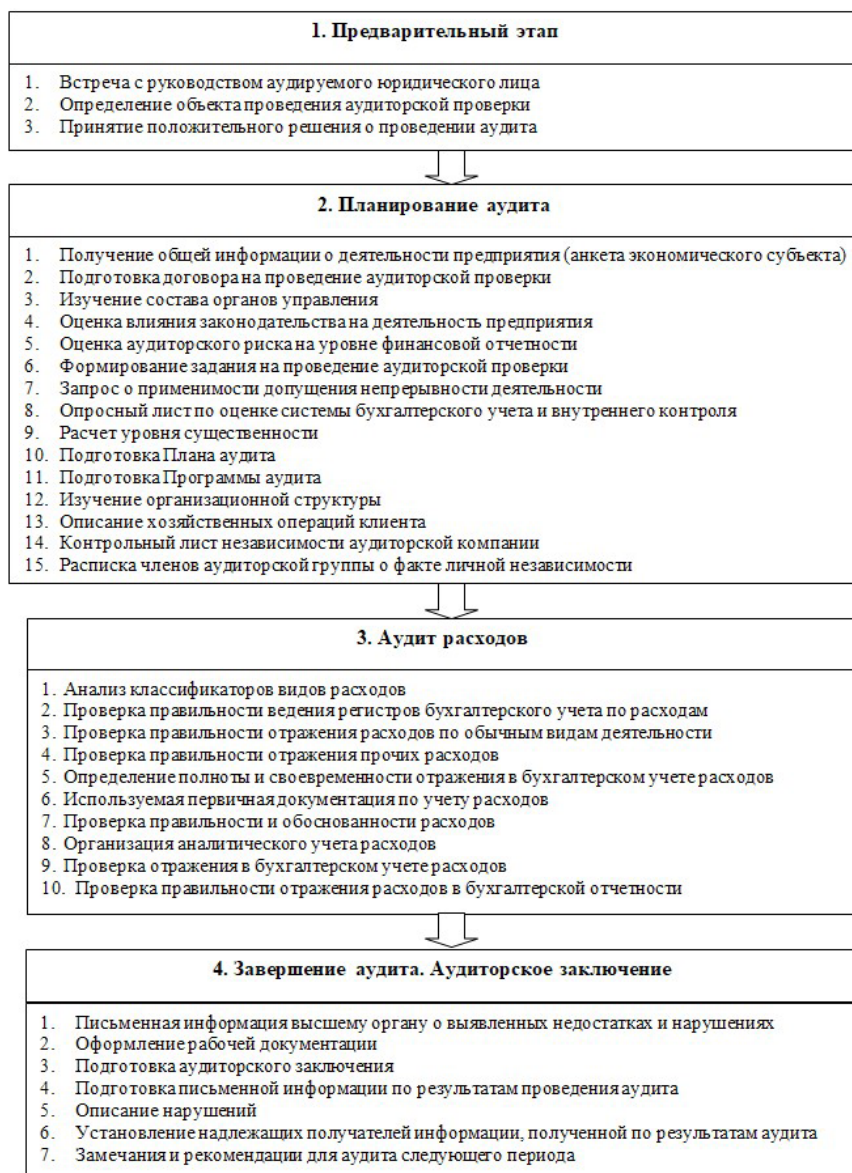 1. Предварительный этап
1. Встреча с руководством аудируемого юридического лица
2. Определение объекта проведения аудиторской проверки
3. Принятие положительного решения о проведении аудита
2. Планирование аудита
1. Получение общей информации о деятельности предприятия (анкета экономического субъекта)
2. Подготовка договора на проведение аудиторской проверки
3. Изучение состава органов управления
4. Оценка влияния законодательства на деятельность предприятия
5. Оценка аудиторского риска на уровне финансовой отчетности
6. Формирование задания на проведение аудиторской проверки
7. Запрос о применимости допущения непрерывности деятельности
8. Опросный лист по оценке системы бухгалтерского учета и внутреннего контроля
9. Расчет уровня существенности
10. Подготовка Плана аудита
11. Подготовка Программы аудита
12. Изучение организационной структуры
13. Описание хозяйственных операций клиента
14. Контрольный лист независимости аудиторской компании
15. Расписка членов аудиторской группы о факте личной независимости
3. Аудит расходов
1. Анализ классификаторов видов расходов
2. Проверка правильности ведения регистров бухгалтерского учета по расходам
3. Проверка правильности отражения расходов по обычным видам деятельности
4. Проверка правильности отражения прочих расходов
5. Определение полноты и своевременности отражения в бухгалтерском учете расходов
6. Используемая первичная документация по учету расходов
7. Проверка правильности и обоснованности расходов
8. Организация аналитического учета расходов
9. Проверка отражения в бухгалтерском учете расходов
10. Проверка правильности отражения расходов в бухгалтерской отчетности
4. Завершение аудита. Аудиторское заключение
1. Письменная информация высшему органу о выявленных недостатках и нарушениях
2. Оформление рабочей документации
3. Подготовка аудиторского заключения
4. Подготовка письменной информации по результатам проведения аудита
5. Описание нарушений
6. Установление надлежащих получателей информации, полученной по результатам аудита
7. Замечания и рекомендации для аудита следующего периода